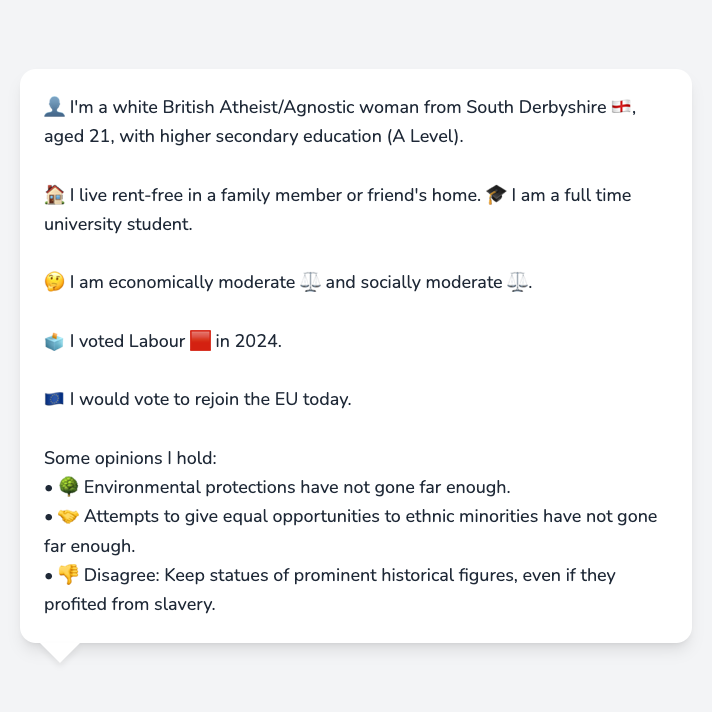 👤 I'm a white British Atheist/Agnostic woman from South Derbyshire 🏴󠁧󠁢󠁥󠁮󠁧󠁿,
aged 21, with higher secondary education (A Level).
🏠 I live rent-free in a family member or friend's home. 🎓 I am a full time
university student.
🤔 I am economically moderate ⚖️ and socially moderate ⚖️.
🗳️ I voted Labour 🟥 in 2024.
🇪🇺 I would vote to rejoin the EU today.
Some opinions I hold:
• 🌳 Environmental protections have not gone far enough.
• 🤝 Attempts to give equal opportunities to ethnic minorities have not gone
far enough.
• 👎 Disagree: Keep statues of prominent historical figures, even if they
profited from slavery.